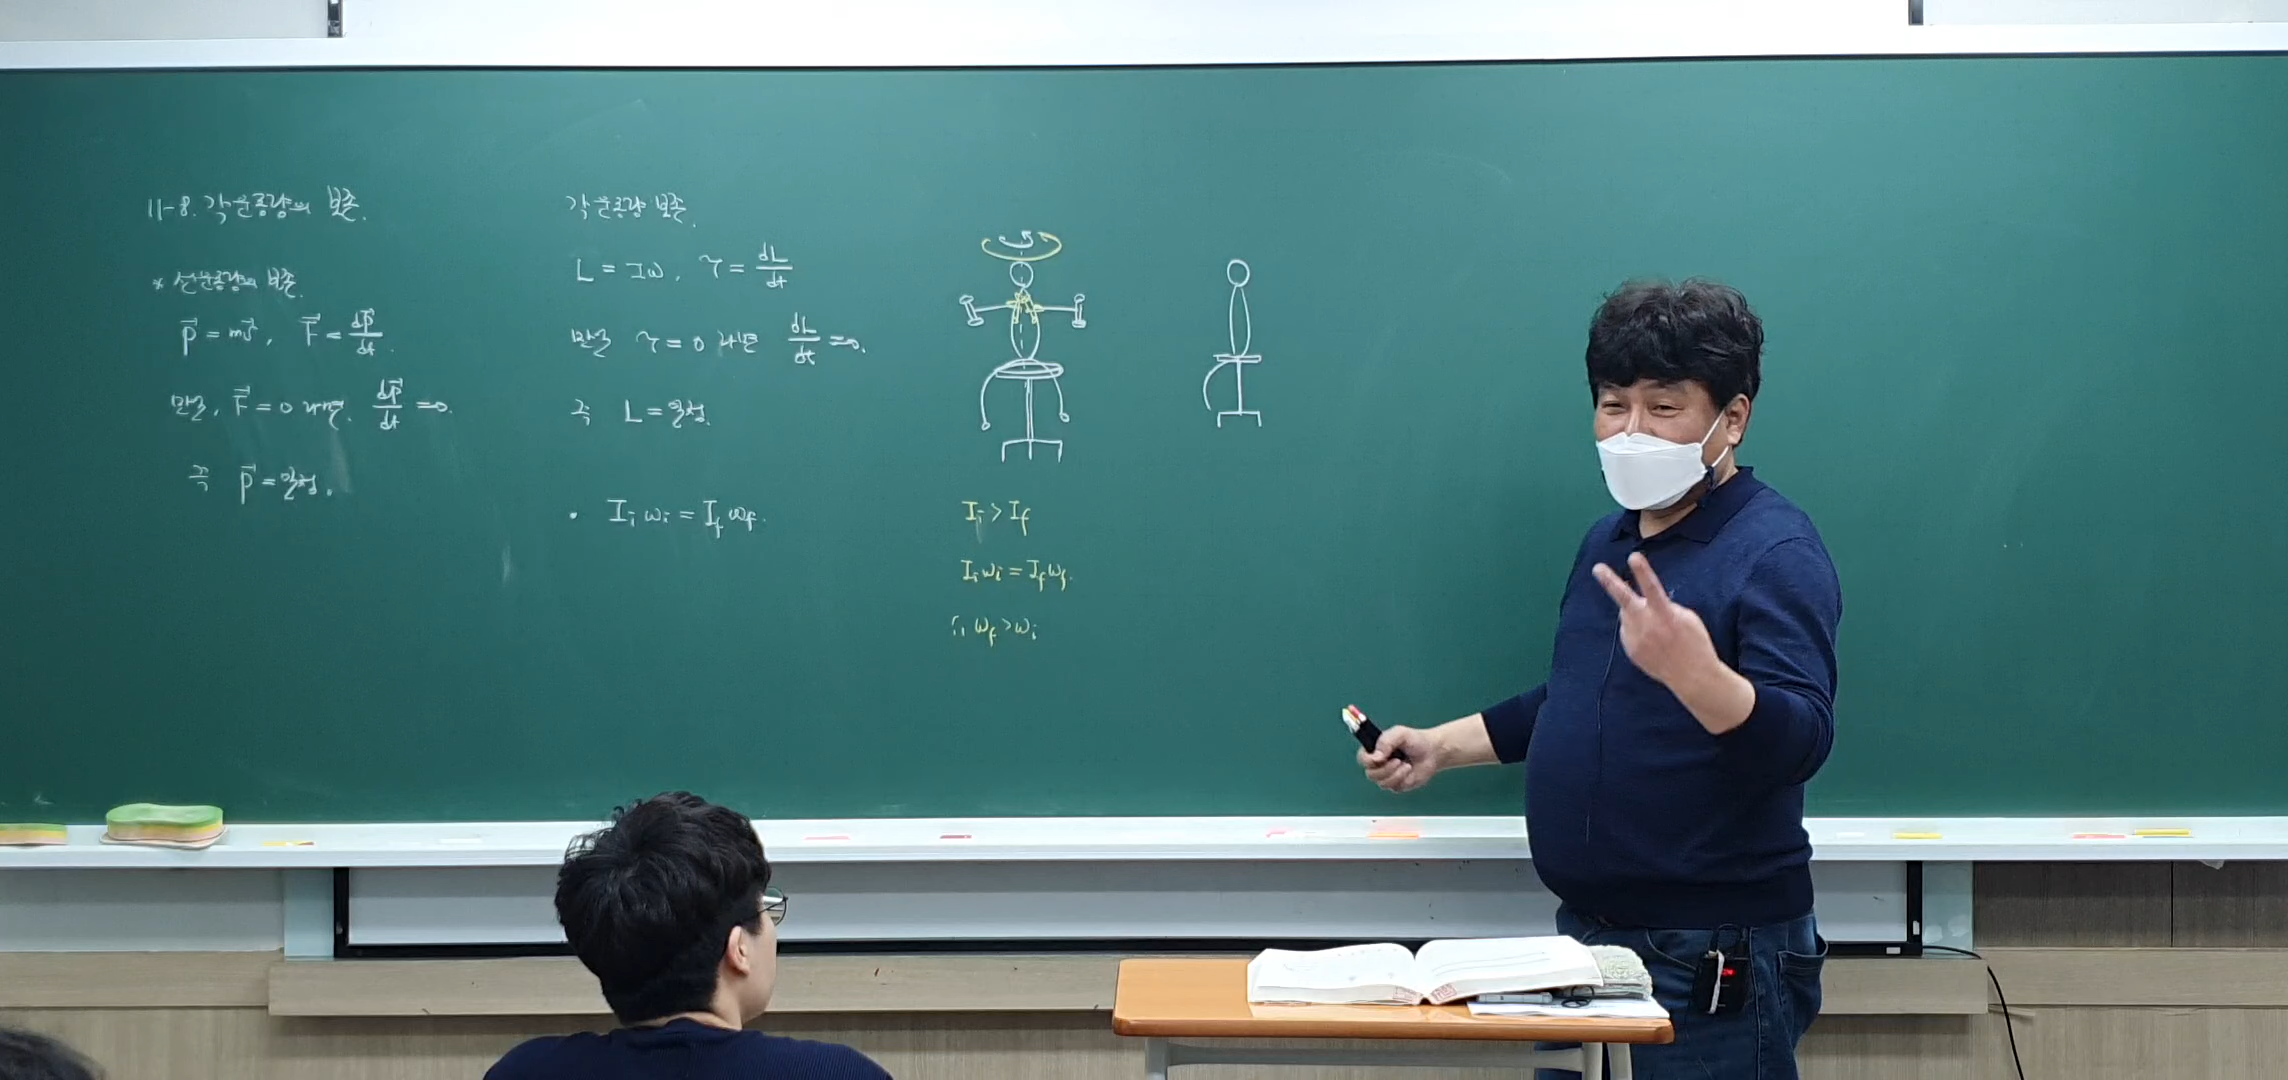 11-8. 각운동량의 보존.
* 선운동량의 보존.
p⃗ = mv⃗, F⃗ = dp⃗/dt.
만일, F⃗ = 0 라면, dp⃗/dt = 0.
즉 p⃗ = 일정.
각운동량 보존.
L = Iω, τ = dL/dt
만일 τ = 0 라면 dL/dt = 0.
즉 L = 일정.
• Iᵢ ωᵢ = I_f ω_f.
Iᵢ > I_f
Iᵢ ωᵢ = I_f ω_f.
∴ ω_f > ωᵢ